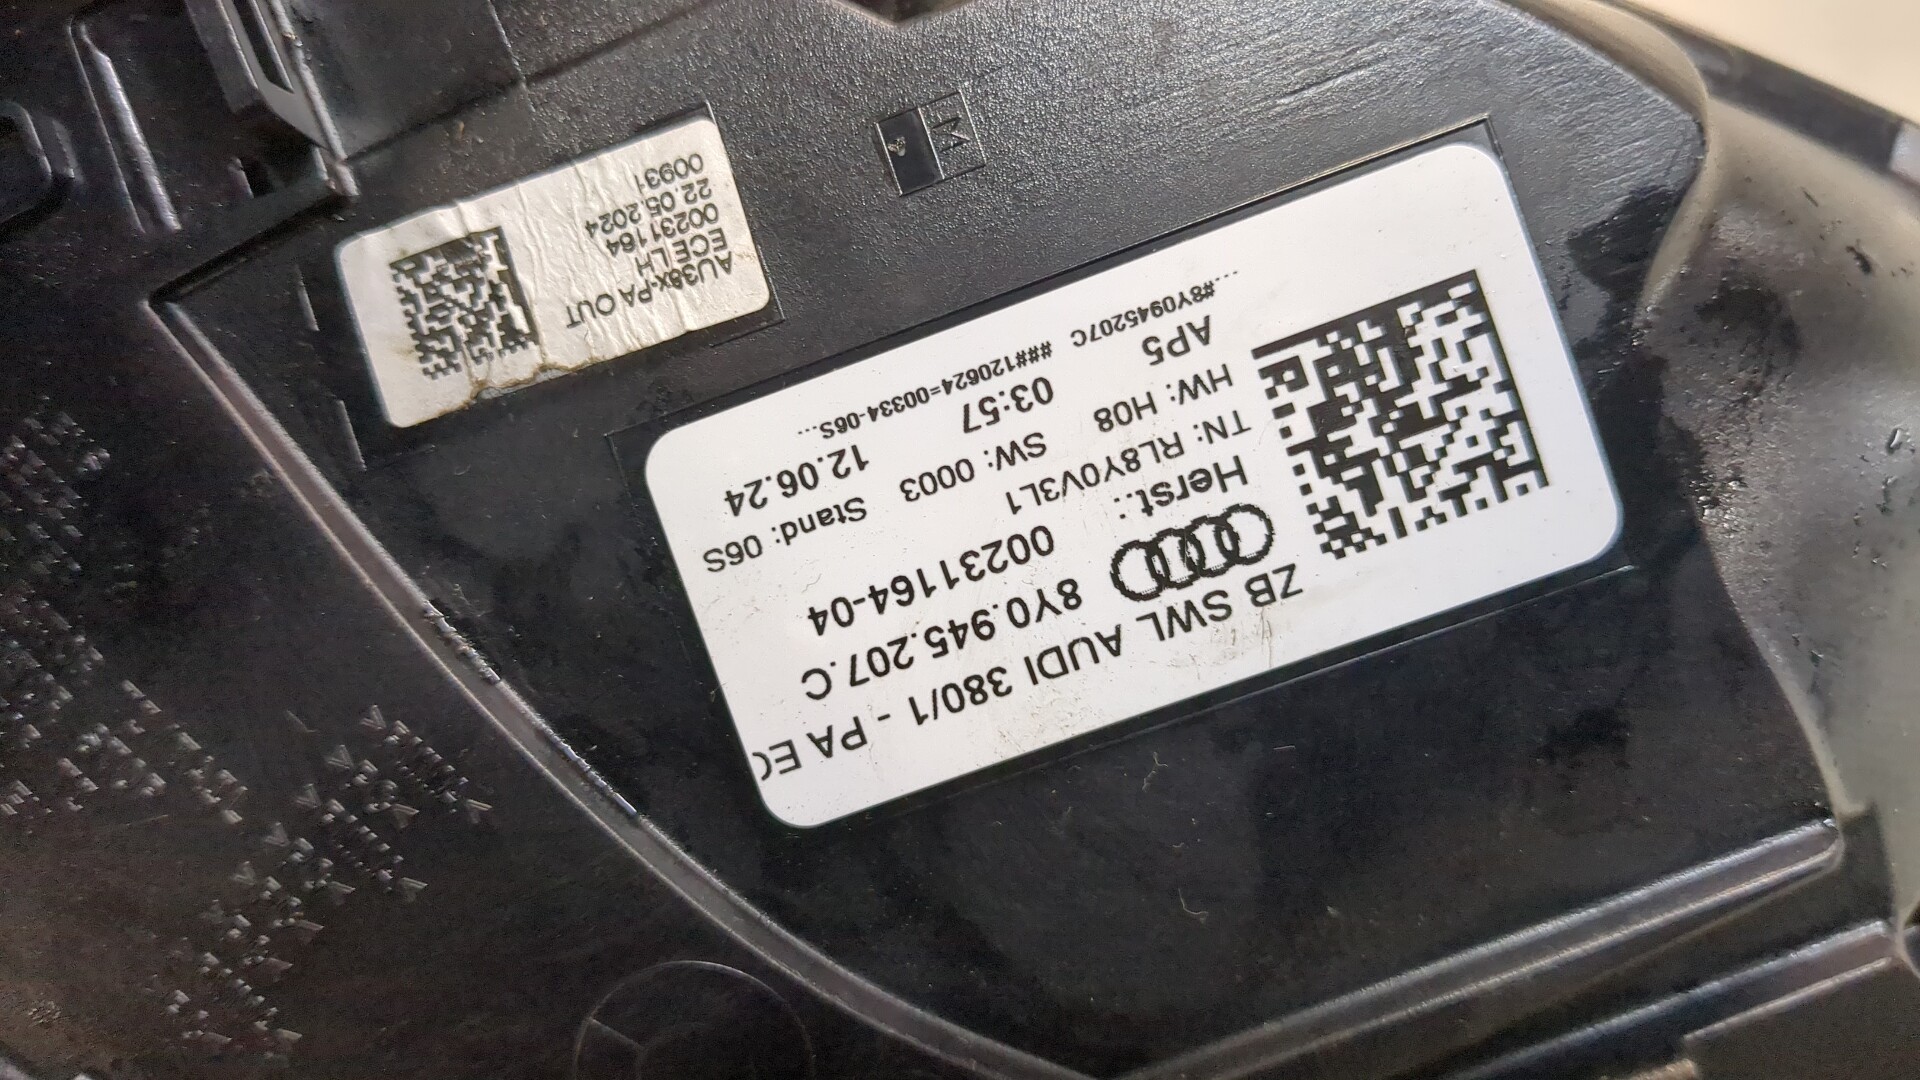 ZB SWL AUDI 380/1 - PA EC
8Y0.945.207.C
00231164-04
Herst.:
TN: RL8Y0V3L1
HW: H08 SW: 0003 Stand: 06S
AP5 03:57 12.06.24
#8Y0945207C ###120624=00334-06S...
....
AU38x-PA OUT
ECE LH
00231164
22.05.2024
00931
M